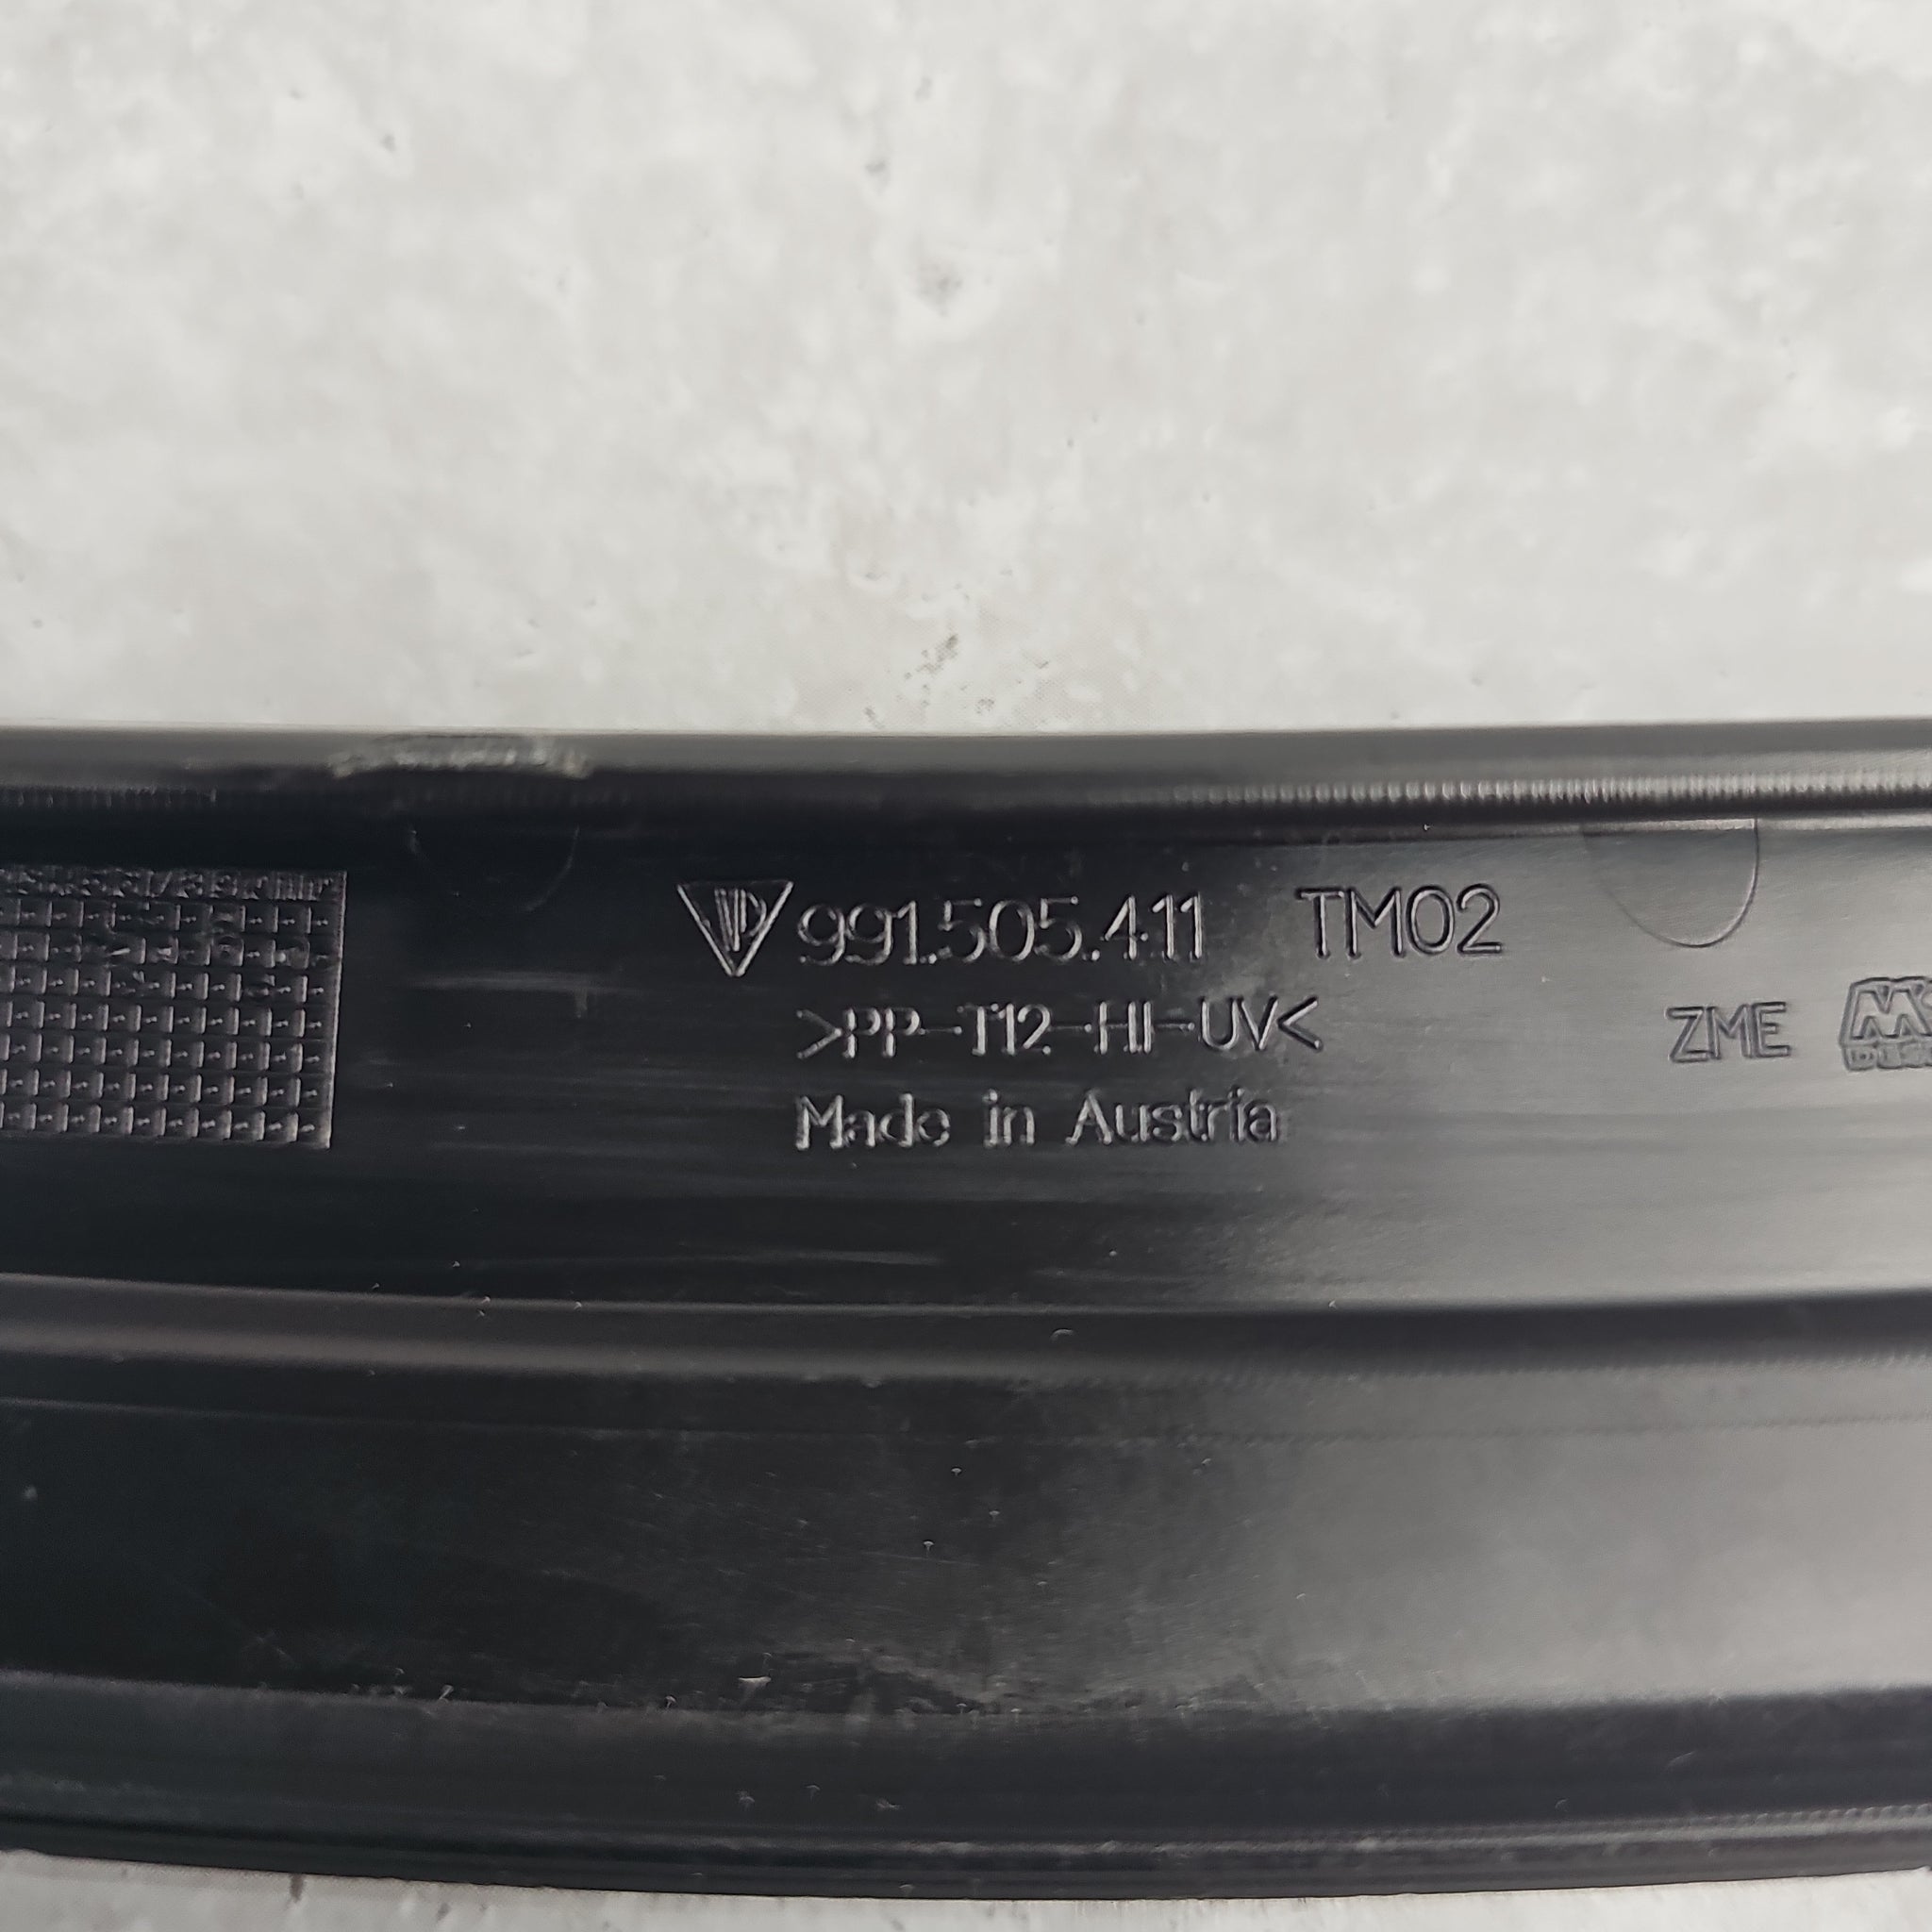 991.505.411 TM02
>PP-T12-HI-UV<
ZME
Made in Austria